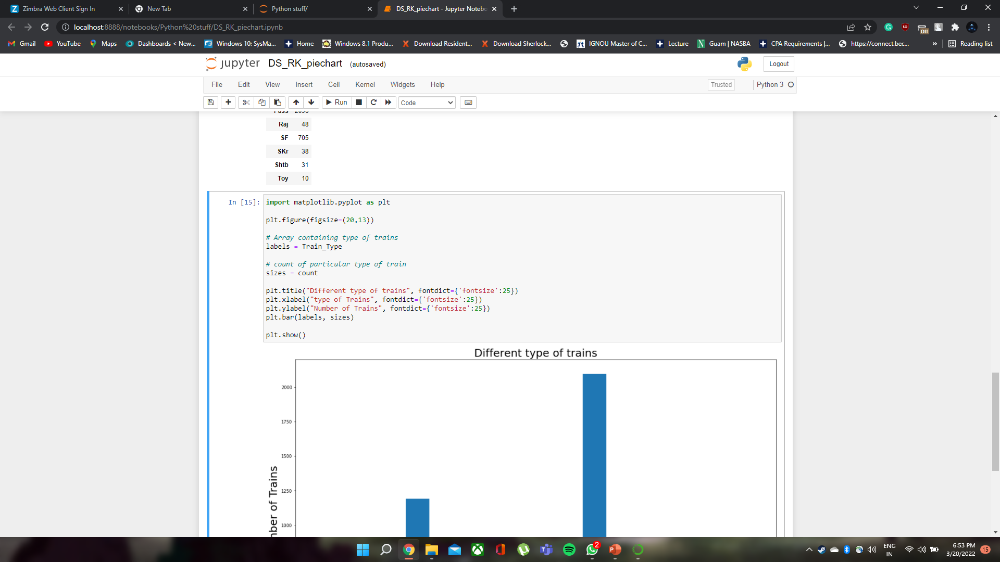 Zimbra Web Client Sign In
New Tab
Python stuff/
DS_RK_piechart - Jupyter Notebo
localhost:8888/notebooks/Python%20stuff/DS_RK_piechart.ipynb
Off
Gmail YouTube Maps Dashboards < New... Windows 10: SysMa... Home Windows 8.1 Produ... Download Resident... Download Sherlock... IGNOU Master of C... Lecture Guam | NASBA CPA Requirements |... https://connect.bec... » Reading list
jupyter DS_RK_piechart (autosaved)
Logout
File Edit View Insert Cell Kernel Widgets Help
Trusted
Python 3
Run
Code
Raj 48
SF 705
SKr 38
Shtb 31
Toy 10
In [15]:
import matplotlib.pyplot as plt
plt.figure(figsize=(20,13))
# Array containing type of trains
labels = Train_Type
# count of particular type of train
sizes = count
plt.title("Different type of trains", fontdict={'fontsize':25})
plt.xlabel("type of Trains", fontdict={'fontsize':25})
plt.ylabel("Number of Trains", fontdict={'fontsize':25})
plt.bar(labels, sizes)
plt.show()
Different type of trains
2000
1750
1500
1250
1000
nber of Trains
2
ENG
IN
6:53 PM
3/20/2022
15